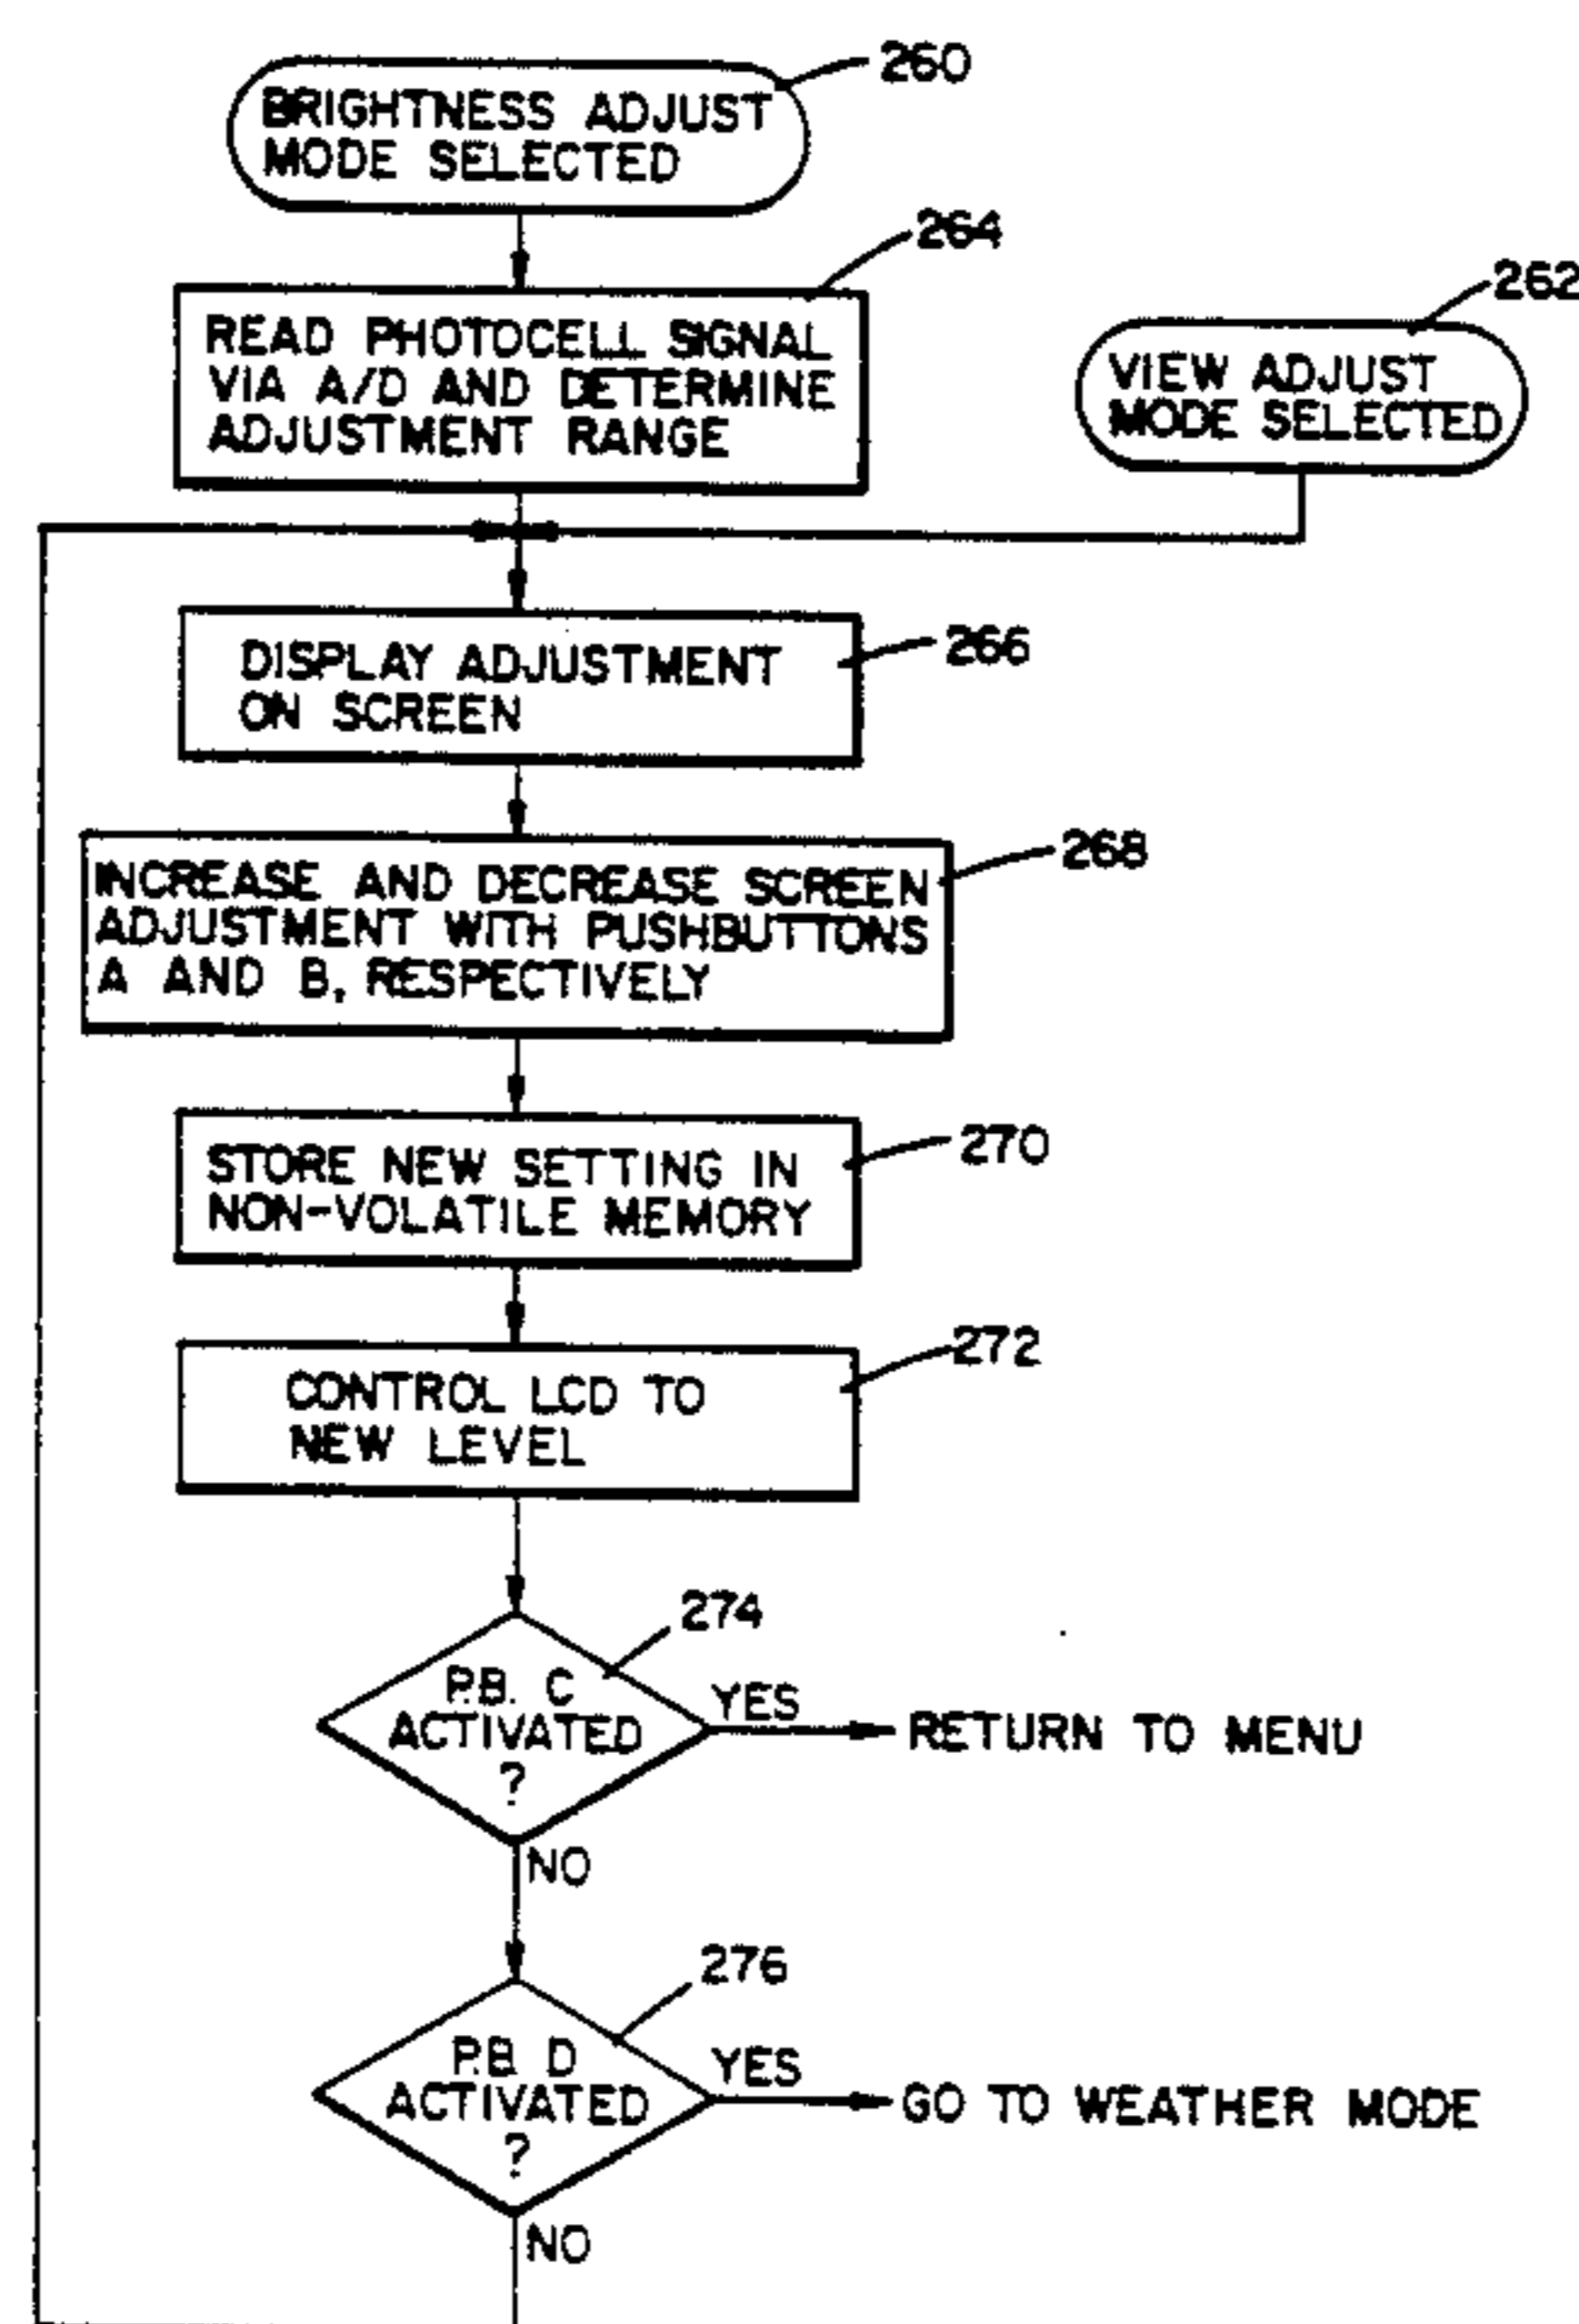 260
BRIGHTNESS ADJUST
MODE SELECTED
264
READ PHOTOCELL SIGNAL
VIA A/D AND DETERMINE
ADJUSTMENT RANGE
262
VIEW ADJUST
MODE SELECTED
266
DISPLAY ADJUSTMENT
ON SCREEN
268
INCREASE AND DECREASE SCREEN
ADJUSTMENT WITH PUSHBUTTONS
A AND B, RESPECTIVELY
270
STORE NEW SETTING IN
NON-VOLATILE MEMORY
272
CONTROL LCD TO
NEW LEVEL
274
P.B. C
ACTIVATED
?
YES
RETURN TO MENU
NO
276
P.B. D
ACTIVATED
?
YES
GO TO WEATHER MODE
NO